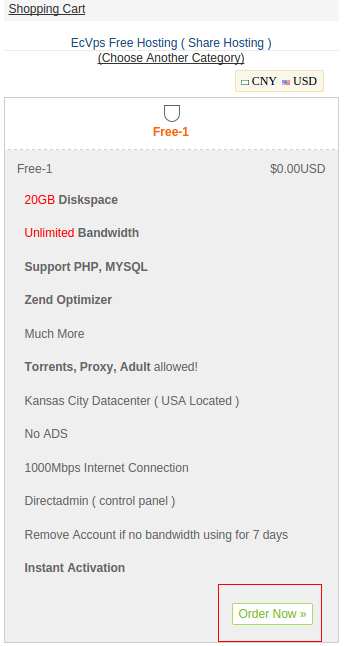 Shopping Cart
EcVps Free Hosting ( Share Hosting )
(Choose Another Category)
CNY USD
Free-1
Free-1 $0.00USD
20GB Diskspace
Unlimited Bandwidth
Support PHP, MYSQL
Zend Optimizer
Much More
Torrents, Proxy, Adult allowed!
Kansas City Datacenter ( USA Located )
No ADS
1000Mbps Internet Connection
Directadmin ( control panel )
Remove Account if no bandwidth using for 7 days
Instant Activation
Order Now »